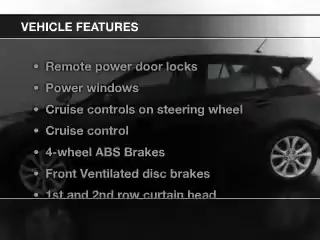 VEHICLE FEATURES
• Remote power door locks
• Power windows
• Cruise controls on steering wheel
• Cruise control
• 4-wheel ABS Brakes
• Front Ventilated disc brakes
• 1st and 2nd row curtain head